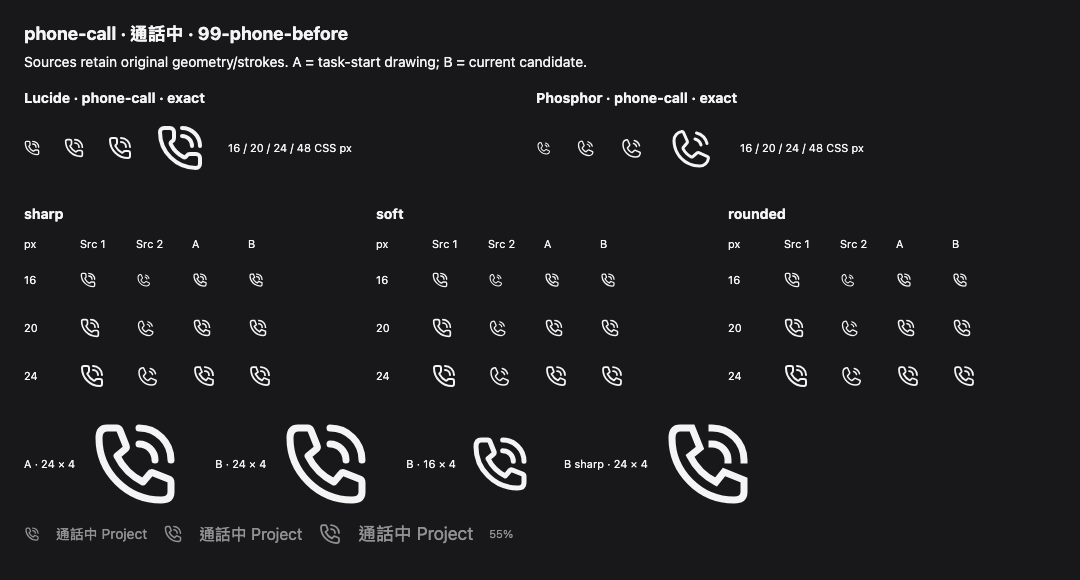 phone-call · 通話中 · 99-phone-before
Sources retain original geometry/strokes. A = task-start drawing; B = current candidate.
Lucide · phone-call · exact
Phosphor · phone-call · exact
16 / 20 / 24 / 48 CSS px
16 / 20 / 24 / 48 CSS px
sharp
soft
rounded
px Src 1 Src 2 A B
px Src 1 Src 2 A B
px Src 1 Src 2 A B
16
16
16
20
20
20
24
24
24
A · 24 × 4
B · 24 × 4
B · 16 × 4
B sharp · 24 × 4
通話中 Project
通話中 Project
通話中 Project
55%